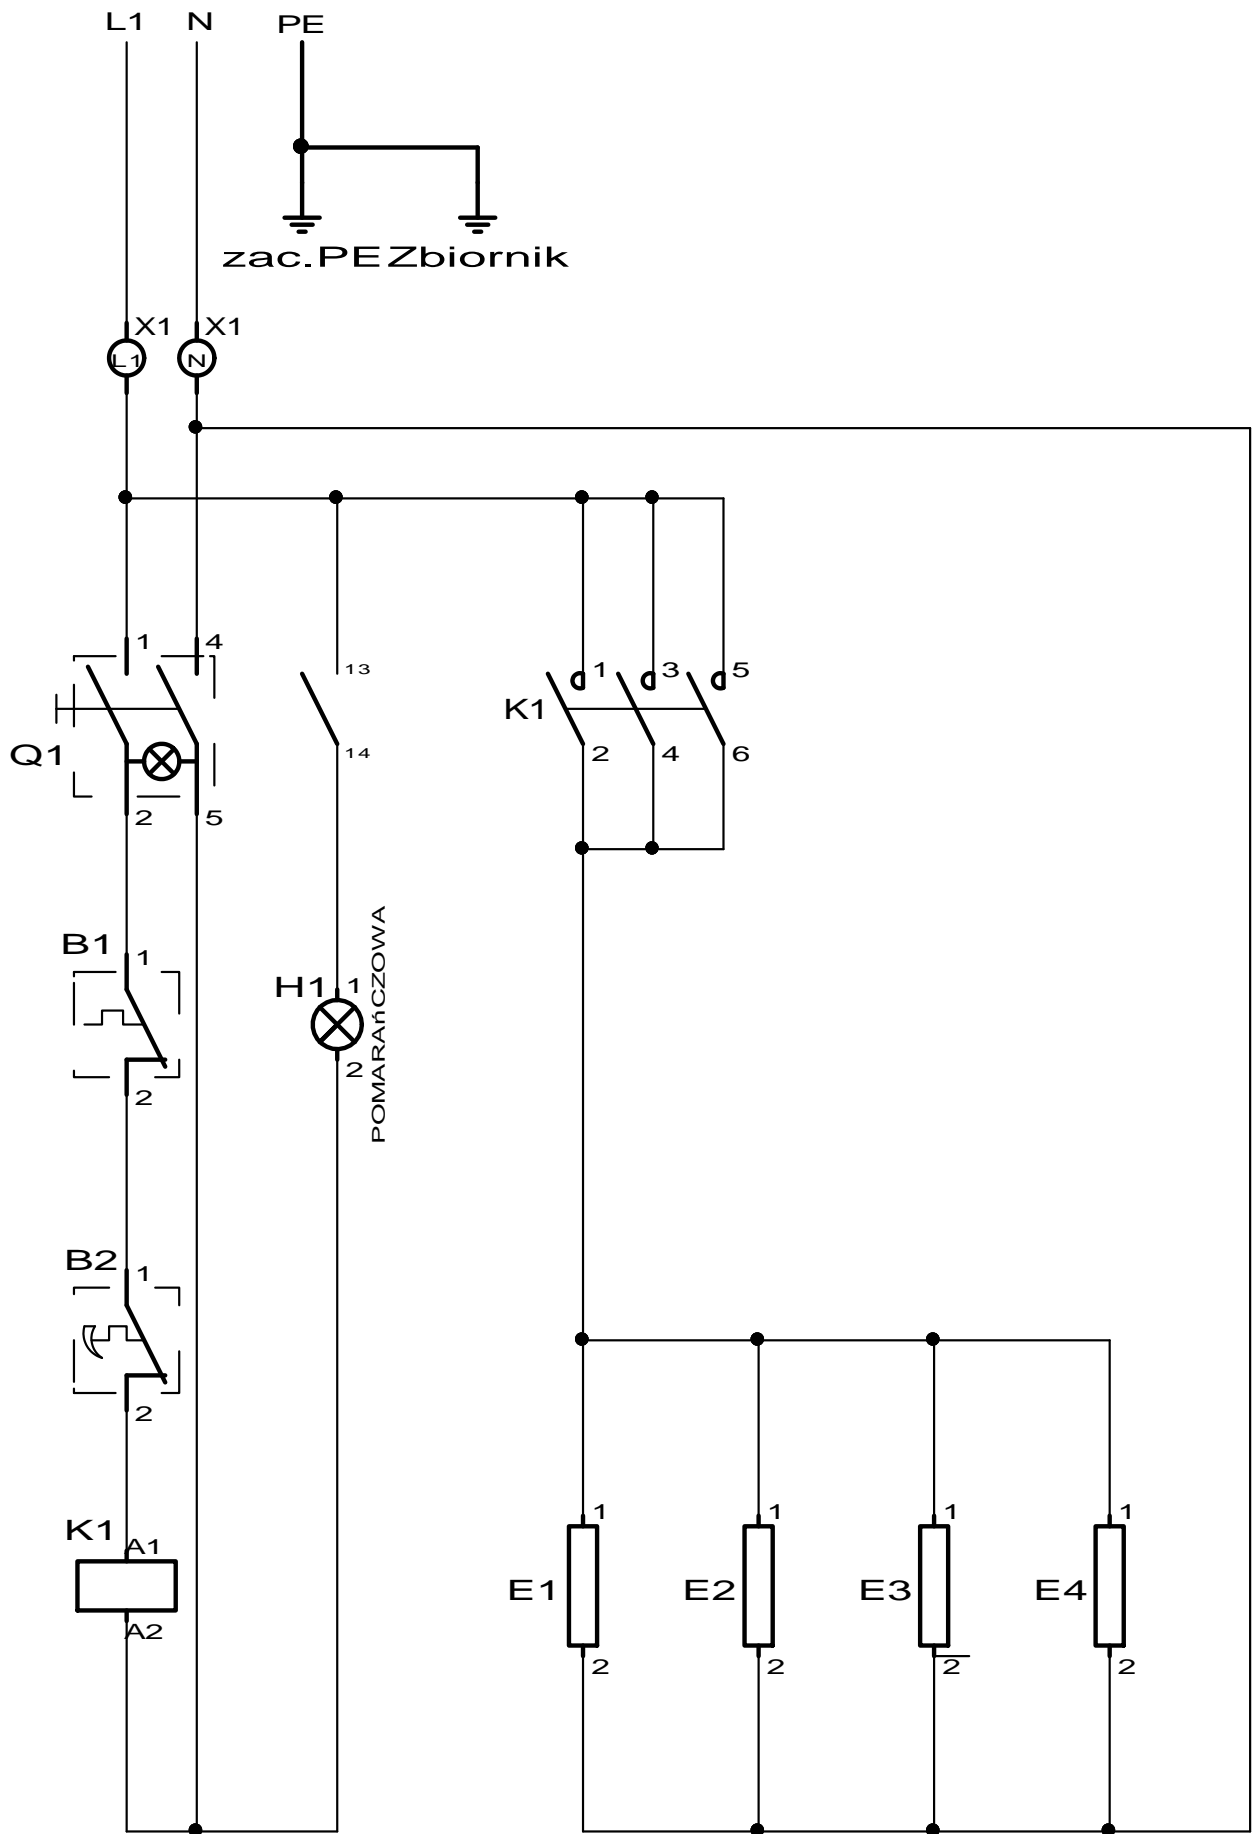 L1 N PE
zac.PE Zbiornik
X1 X1
L1 N
1 4
13
1 3 5
K1
Q1
14
2 4 6
2 5
POMARAńCZOWA
B1
1
H1 1
2
2
B2
1
2
K1
A1
1 1 1 1
E1 E2 E3 E4
A2
2 2 2 2